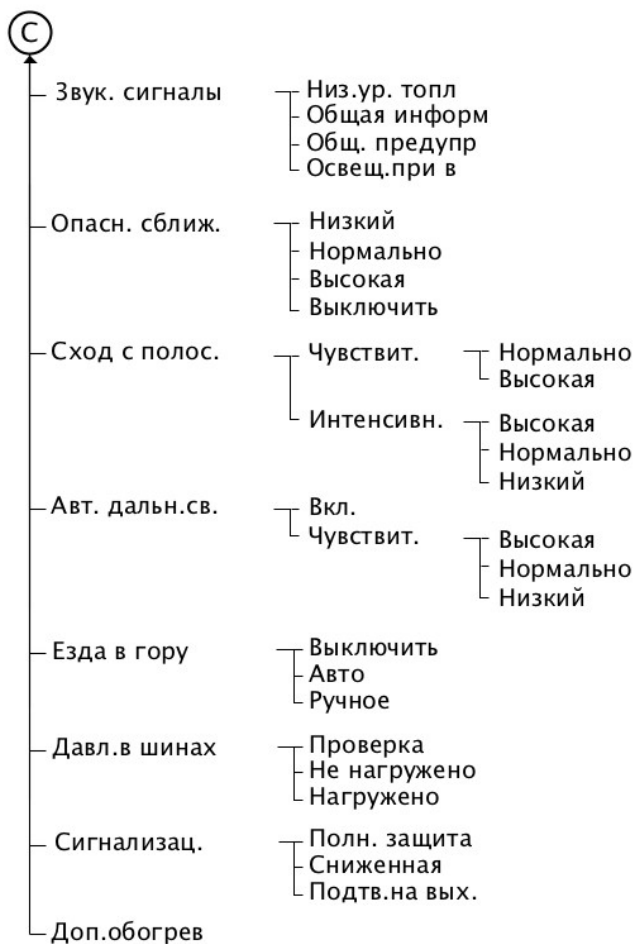 C
Звук. сигналы
Низ.ур. топл
Общая информ
Общ. предупр
Освещ.при в
Опасн. сближ.
Низкий
Нормально
Высокая
Выключить
Сход с полос.
Чувствит.
Нормально
Высокая
Интенсивн.
Высокая
Нормально
Низкий
Авт. дальн.св.
Вкл.
Чувствит.
Высокая
Нормально
Низкий
Езда в гору
Выключить
Авто
Ручное
Давл.в шинах
Проверка
Не нагружено
Нагружено
Сигнализац.
Полн. защита
Сниженная
Подтв.на вых.
Доп.обогрев